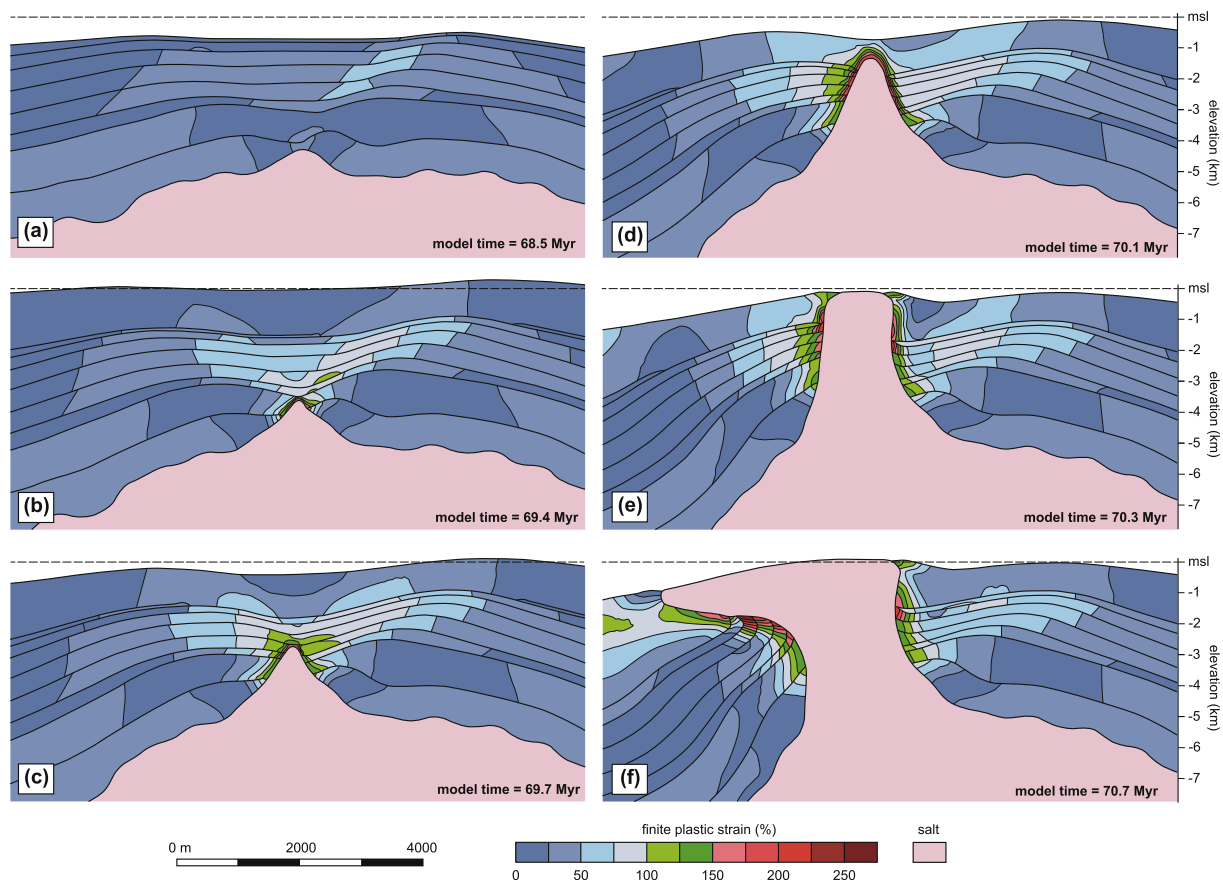 (a)
model time = 68.5 Myr
(b)
model time = 69.4 Myr
(c)
model time = 69.7 Myr
msl
-1
-2
-3
-4
-5
-6
-7
elevation (km)
(d)
model time = 70.1 Myr
msl
-1
-2
-3
-4
-5
-6
-7
elevation (km)
(e)
model time = 70.3 Myr
msl
-1
-2
-3
-4
-5
-6
-7
elevation (km)
(f)
model time = 70.7 Myr
0 m 2000 4000
finite plastic strain (%)
0 50 100 150 200 250
salt